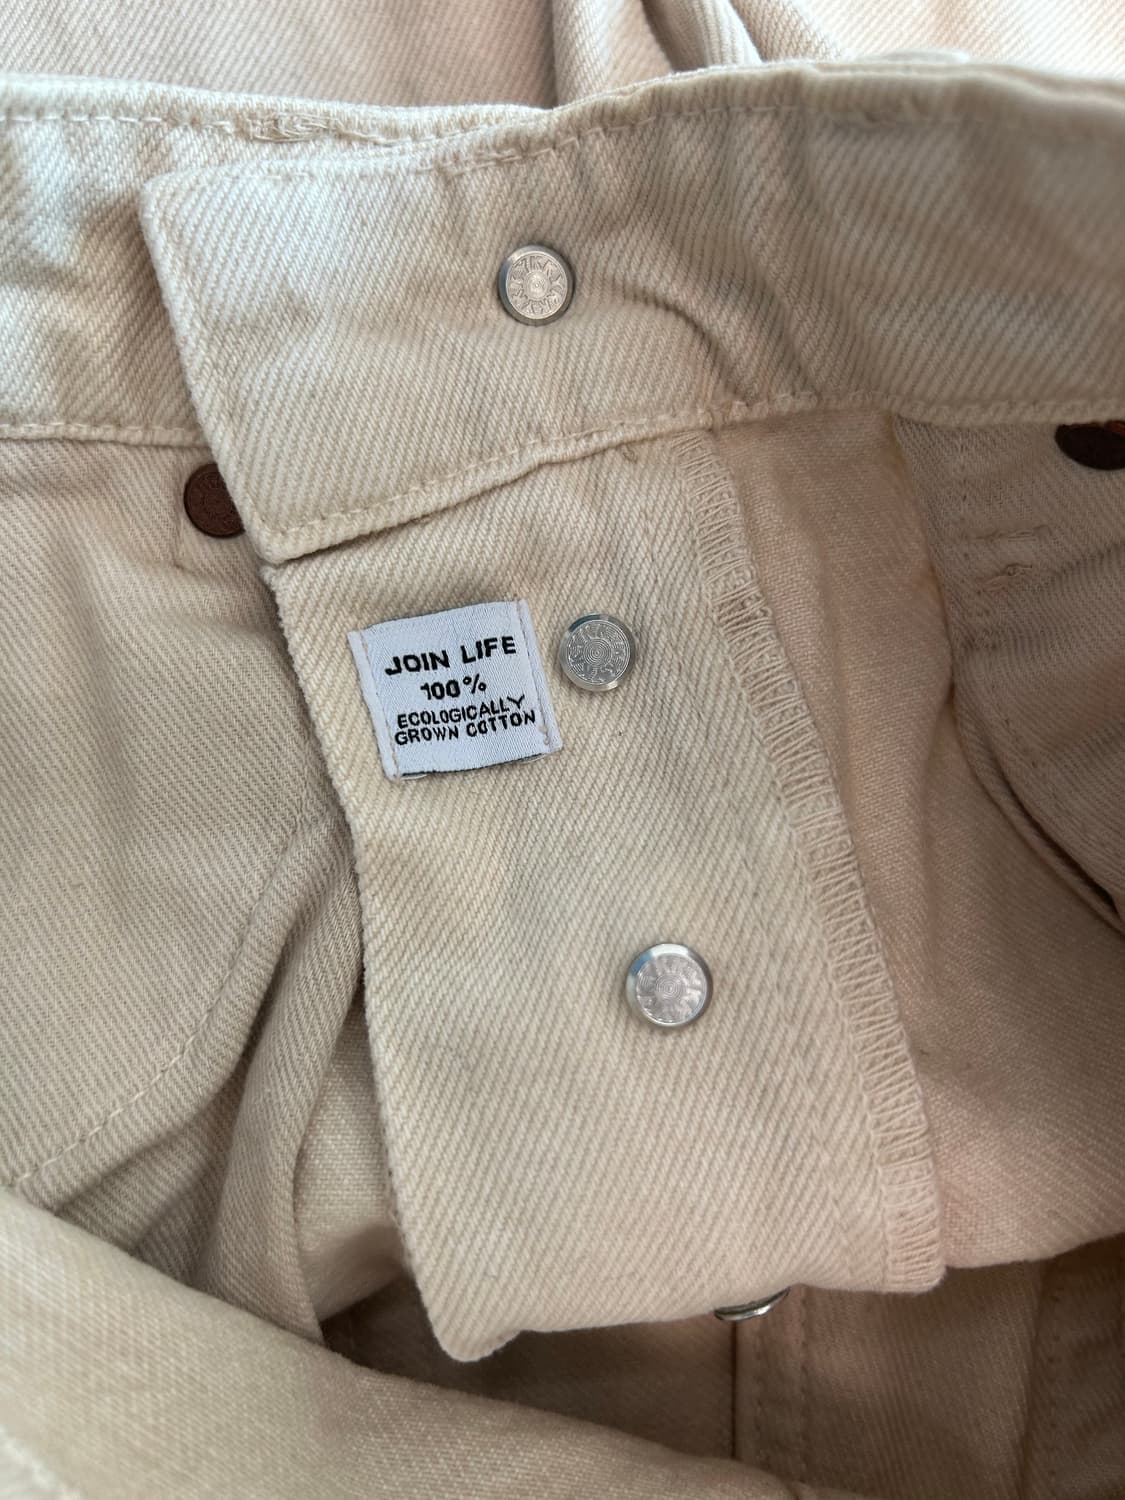 JOIN LIFE
100%
ECOLOGICALLY
GROWN COTTON